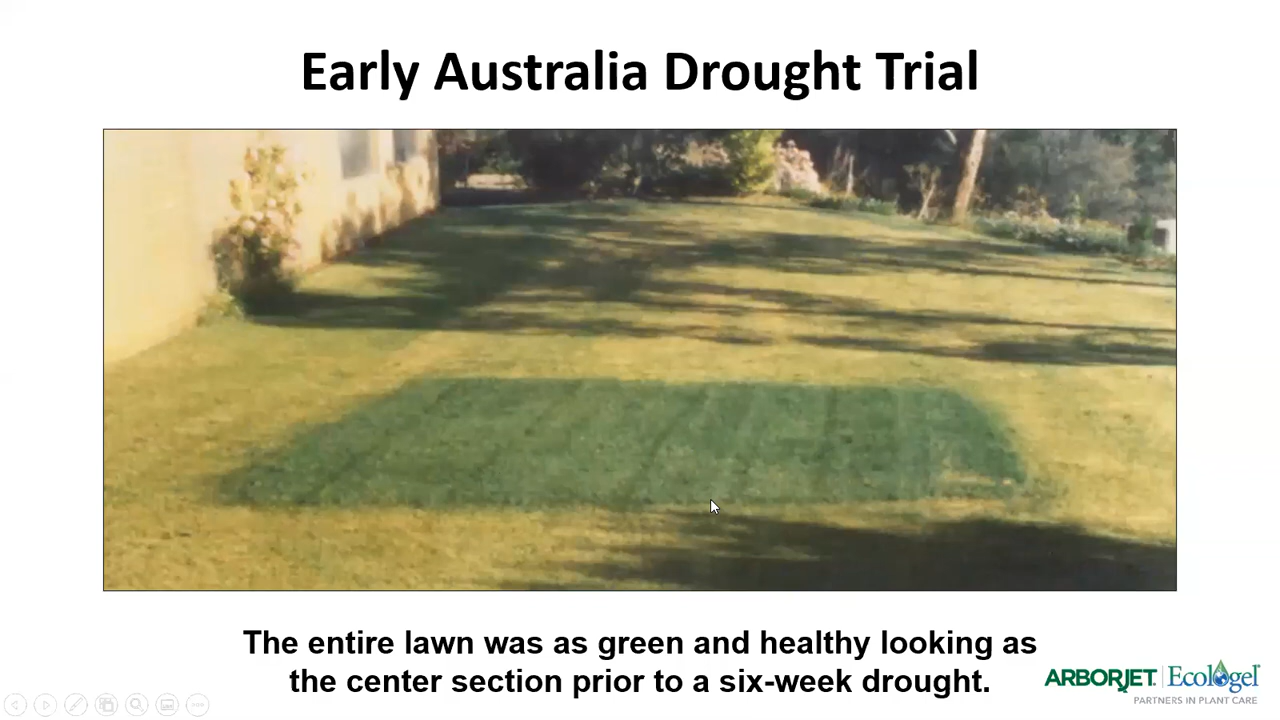 Early Australia Drought Trial
The entire lawn was as green and healthy looking as
the center section prior to a six-week drought.
ARBORJET Ecologel
PARTNERS IN PLANT CARE